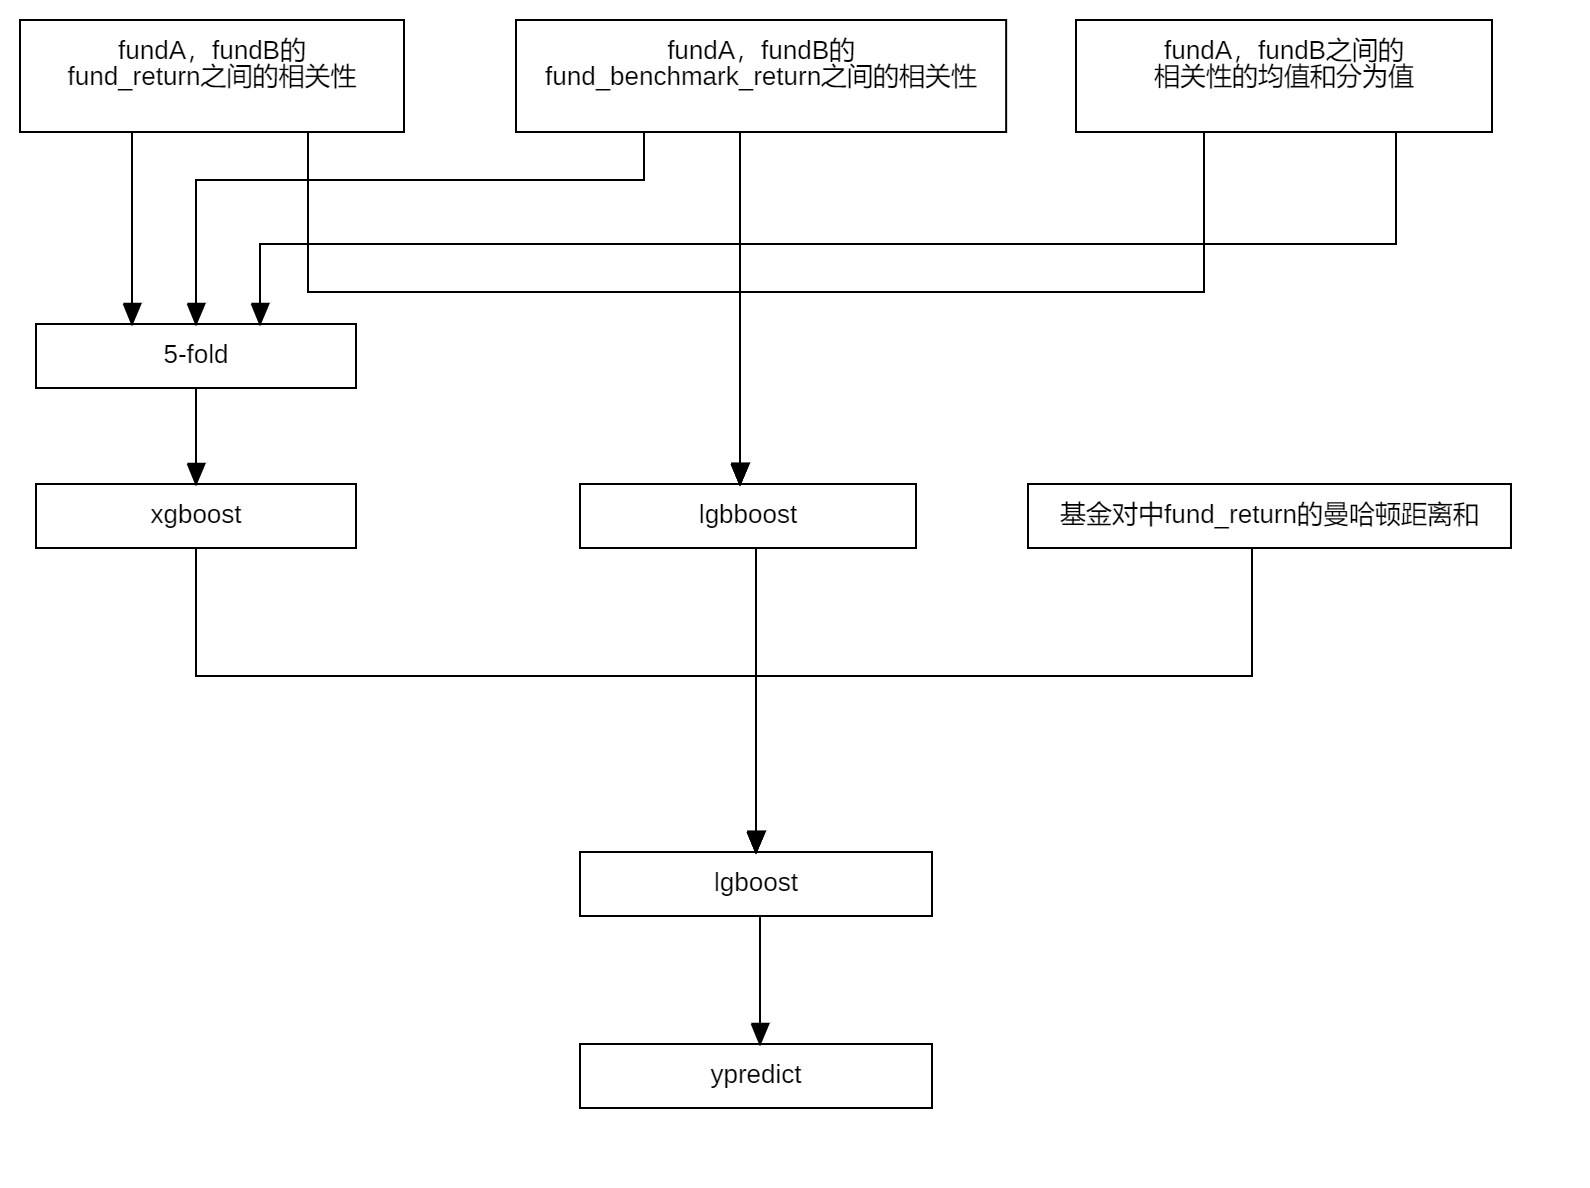 fundA，fundB的
fund_return之间的相关性
fundA，fundB的
fund_benchmark_return之间的相关性
fundA，fundB之间的
相关性的均值和分为值
5-fold
xgboost
lgbboost
基金对中fund_return的曼哈顿距离和
lgboost
ypredict